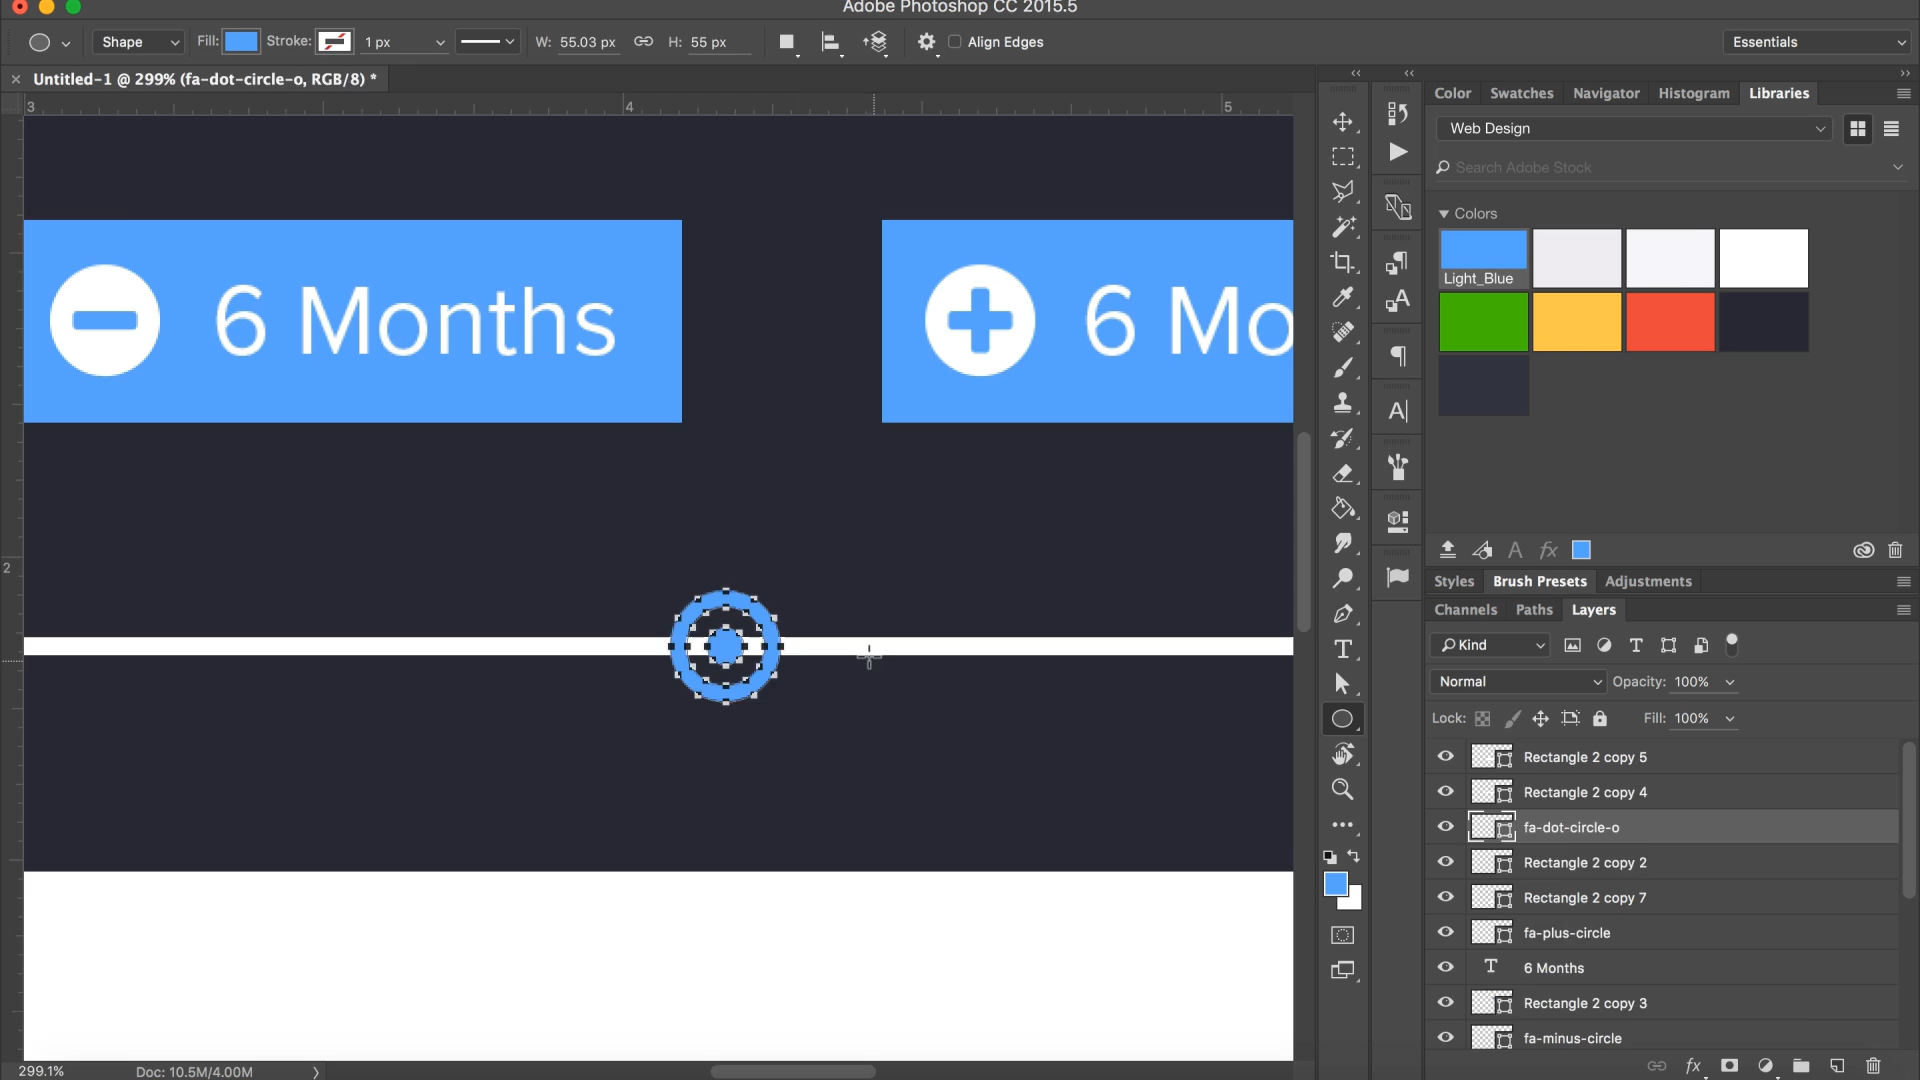 Adobe Photoshop CC 2015.5
Shape Fill: Stroke: 1 px W: 55.03 px H: 55 px Align Edges Essentials
Untitled-1 @ 299% (fa-dot-circle-o, RGB/8) *
Color Swatches Navigator Histogram Libraries
3 4 5
Web Design
Search Adobe Stock
Colors
Light_Blue
6 Months
6 Mo
2
Styles Brush Presets Adjustments
Channels Paths Layers
Kind
Normal Opacity: 100%
Lock: Fill: 100%
Rectangle 2 copy 5
Rectangle 2 copy 4
fa-dot-circle-o
Rectangle 2 copy 2
Rectangle 2 copy 7
fa-plus-circle
6 Months
Rectangle 2 copy 3
fa-minus-circle
299.1% Doc: 10.5M/4.00M